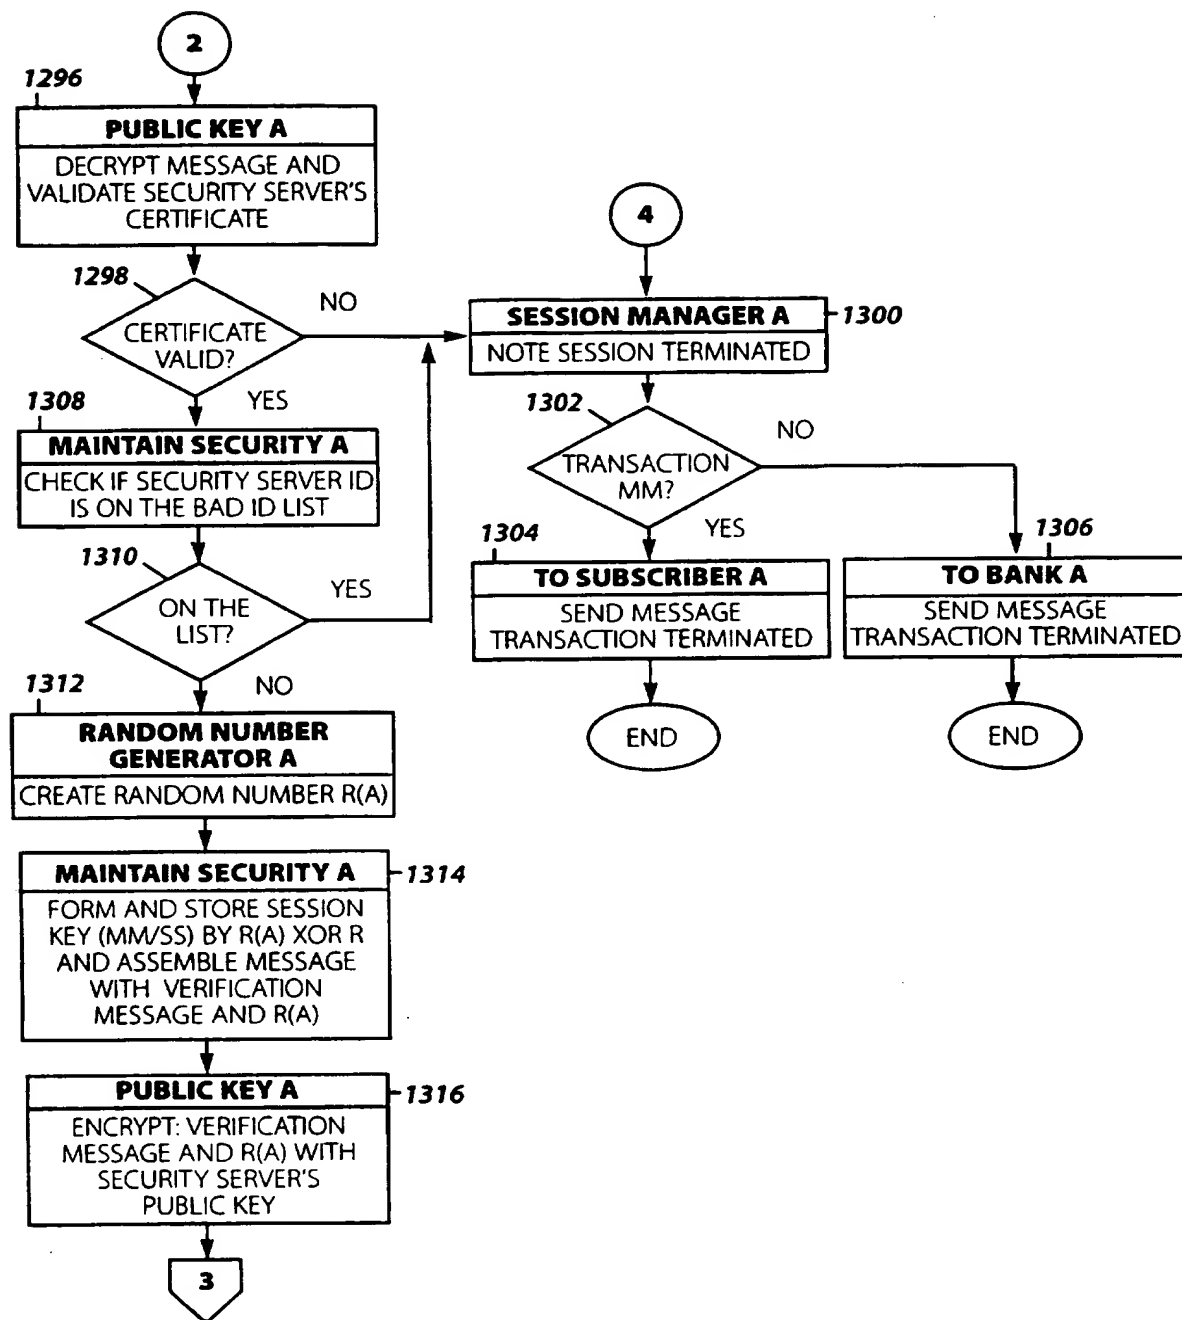 2
1296
PUBLIC KEY A
DECRYPT MESSAGE AND
VALIDATE SECURITY SERVER'S
CERTIFICATE
1298
CERTIFICATE
VALID?
NO
YES
1308
MAINTAIN SECURITY A
CHECK IF SECURITY SERVER ID
IS ON THE BAD ID LIST
1310
ON THE
LIST?
YES
NO
1312
RANDOM NUMBER
GENERATOR A
CREATE RANDOM NUMBER R(A)
MAINTAIN SECURITY A
1314
FORM AND STORE SESSION
KEY (MM/SS) BY R(A) XOR R
AND ASSEMBLE MESSAGE
WITH VERIFICATION
MESSAGE AND R(A)
PUBLIC KEY A
1316
ENCRYPT: VERIFICATION
MESSAGE AND R(A) WITH
SECURITY SERVER'S
PUBLIC KEY
3
4
SESSION MANAGER A
1300
NOTE SESSION TERMINATED
1302
TRANSACTION
MM?
NO
YES
1304
TO SUBSCRIBER A
SEND MESSAGE
TRANSACTION TERMINATED
END
1306
TO BANK A
SEND MESSAGE
TRANSACTION TERMINATED
END